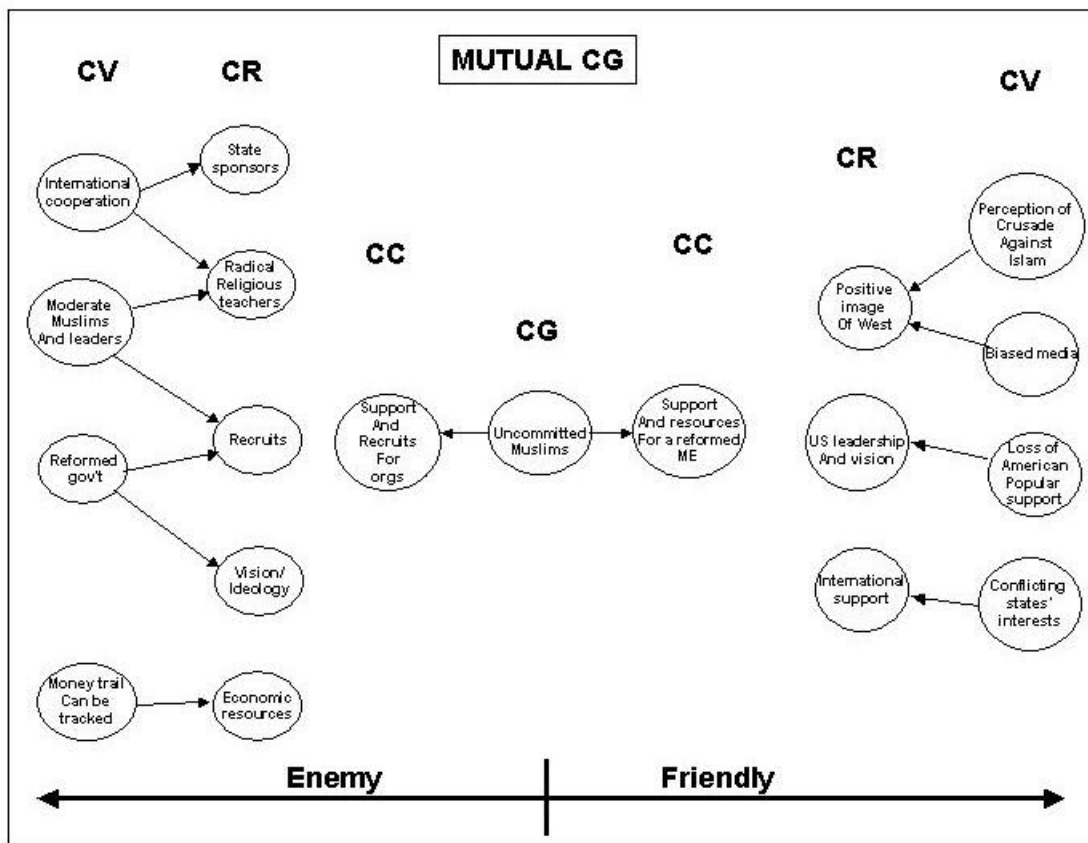 MUTUAL CG
CV
CR
CV
CR
CC
CC
CG
International
cooperation
Moderate
Muslims
And leaders
Reformed
gov't
Money trail
Can be
tracked
State
sponsors
Radical
Religious
teachers
Recruits
Vision/
Ideology
Economic
resources
Support
And
Recruits
For
orgs
Uncommitted
Muslims
Support
And resources
For a reformed
ME
Positive
image
Of West
US leadership
And vision
International
support
Perception of
Crusade
Against
Islam
Biased media
Loss of
American
Popular
support
Conflicting
states'
interests
Enemy
Friendly